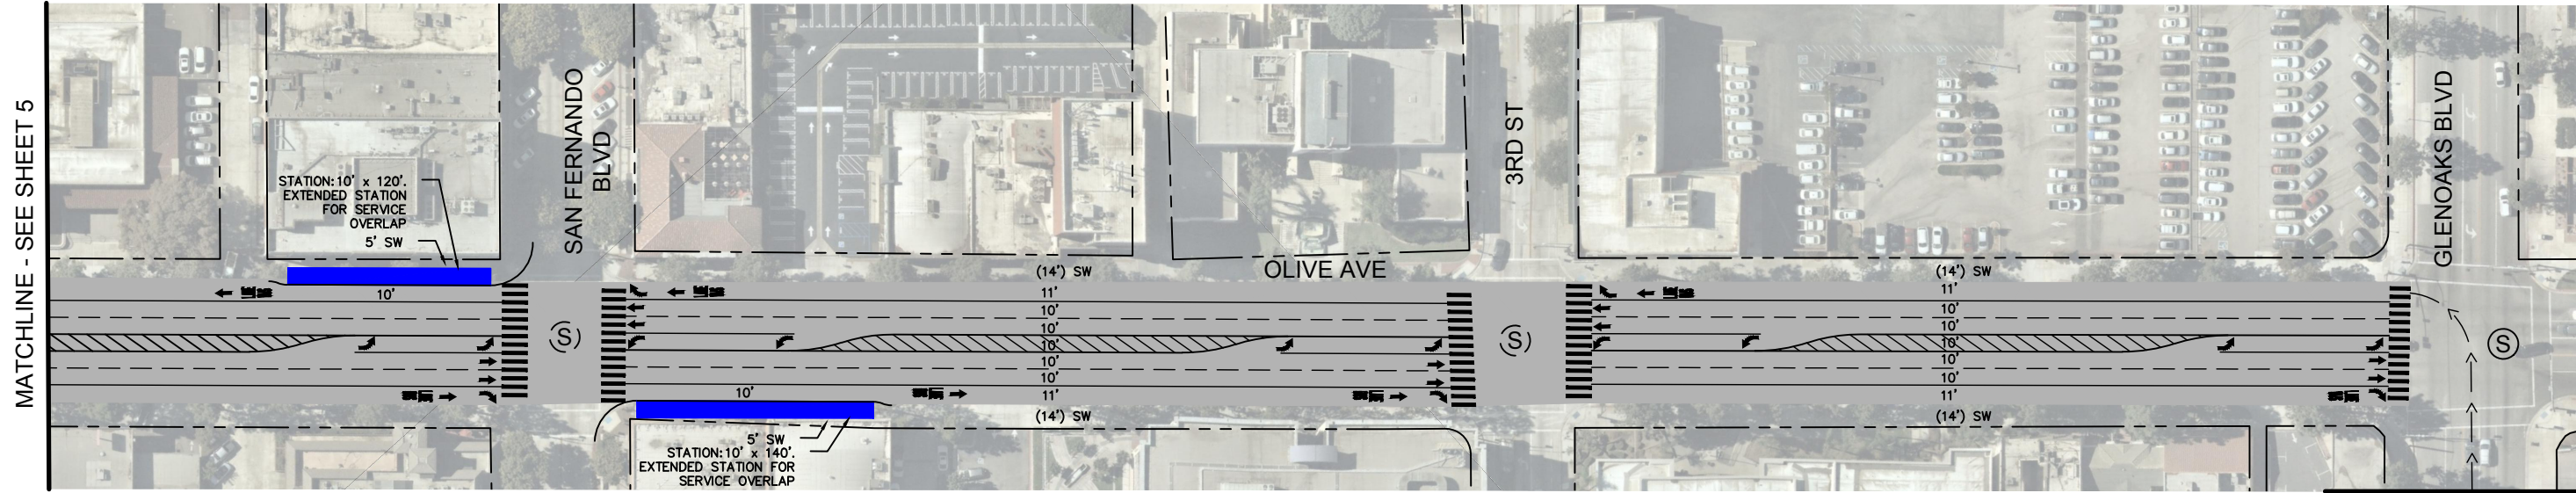 MATCHLINE - SEE SHEET 5
STATION: 10' x 120'.
EXTENDED STATION
FOR SERVICE
OVERLAP
5' SW
SAN FERNANDO
BLVD
3RD ST
GLENOAKS BLVD
(14') SW
OLIVE AVE
(14') SW
10'
11'
10'
10'
10'
10'
10'
11'
11'
10'
10'
10'
10'
10'
11'
S
S
S
10'
(14') SW
(14') SW
5' SW
STATION: 10' x 140'.
EXTENDED STATION FOR
SERVICE OVERLAP